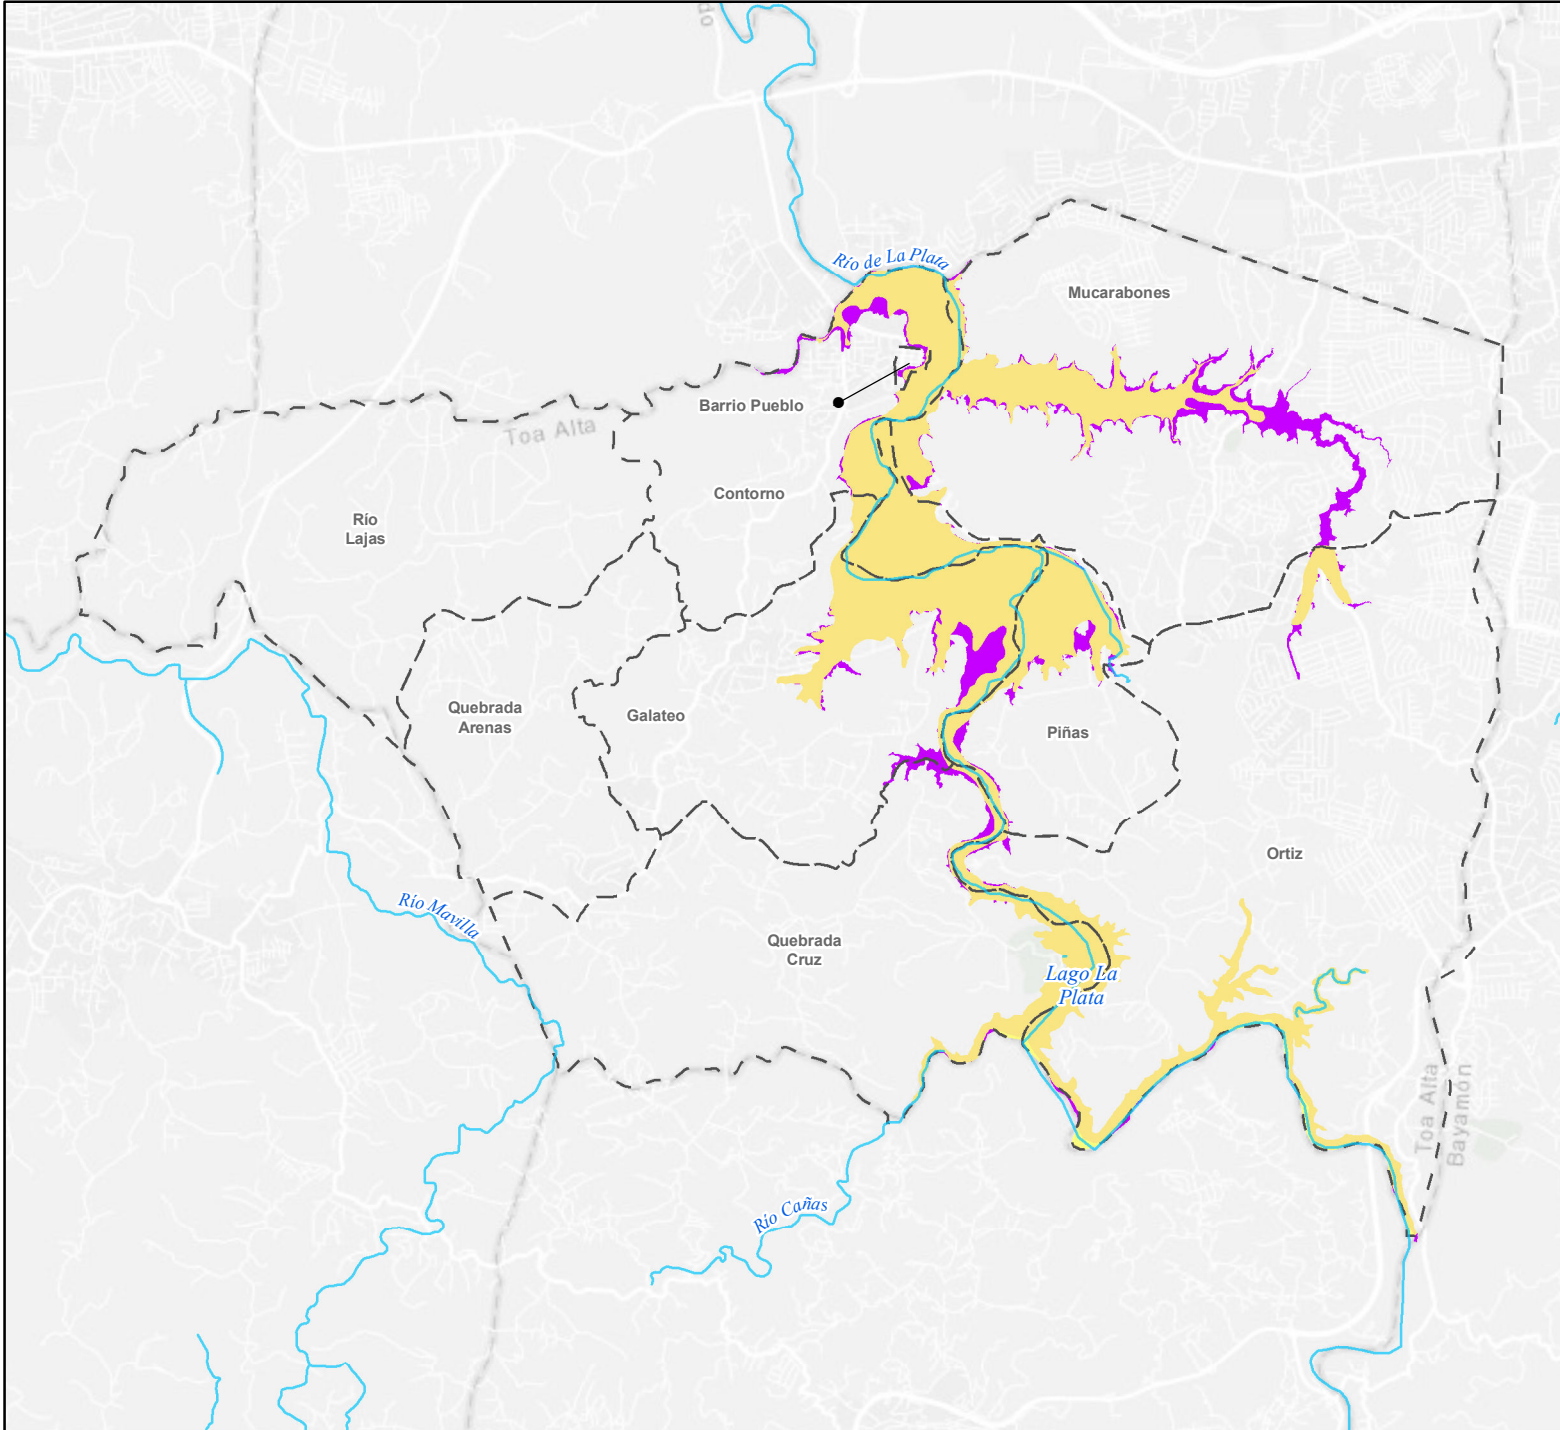 Río de La Plata
Mucarabones
Barrio Pueblo
Toa Alta
Contorno
Río
Lajas
Quebrada
Arenas
Galateo
Piñas
Ortiz
Río Mavilla
Quebrada
Cruz
Lago La
Plata
Toa Alta
Bayamón
Río Cañas